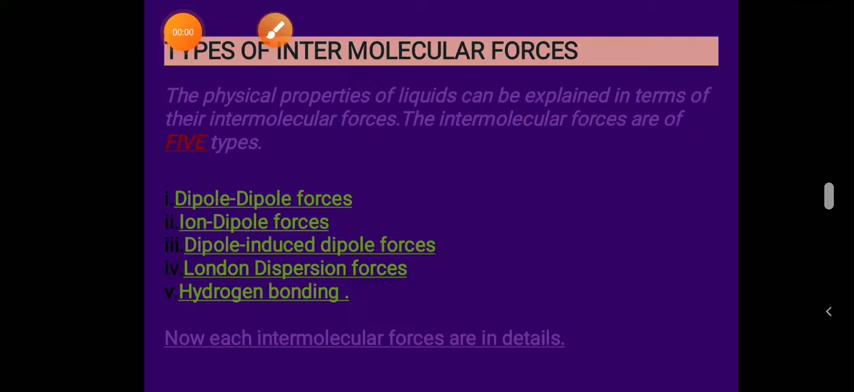 00:00
TYPES OF INTER MOLECULAR FORCES
The physical properties of liquids can be explained in terms of
their intermolecular forces.The intermolecular forces are of
FIVE types.
i.Dipole-Dipole forces
ii.Ion-Dipole forces
iii.Dipole-induced dipole forces
iv.London Dispersion forces
v.Hydrogen bonding .
Now each intermolecular forces are in details.